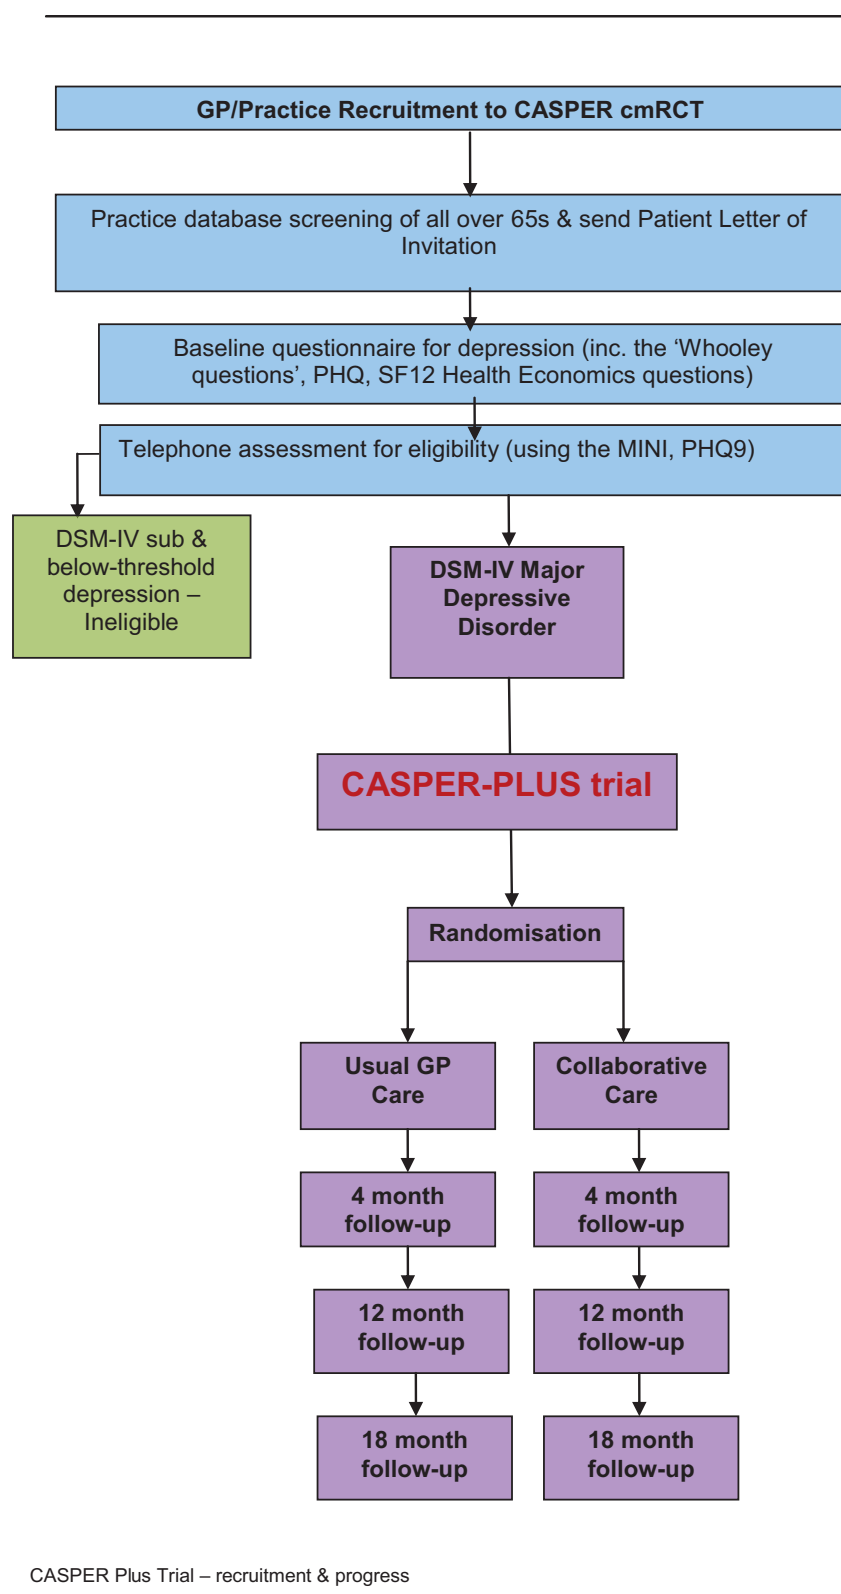 GP/Practice Recruitment to CASPER cmRCT
Practice database screening of all over 65s & send Patient Letter of
Invitation
Baseline questionnaire for depression (inc. the ‘Whooley
questions’, PHQ, SF12 Health Economics questions)
Telephone assessment for eligibility (using the MINI, PHQ9)
DSM-IV sub &
below-threshold
depression –
Ineligible
DSM-IV Major
Depressive
Disorder
CASPER-PLUS trial
Randomisation
Usual GP
Care
Collaborative
Care
4 month
follow-up
4 month
follow-up
12 month
follow-up
12 month
follow-up
18 month
follow-up
18 month
follow-up
CASPER Plus Trial – recruitment & progress